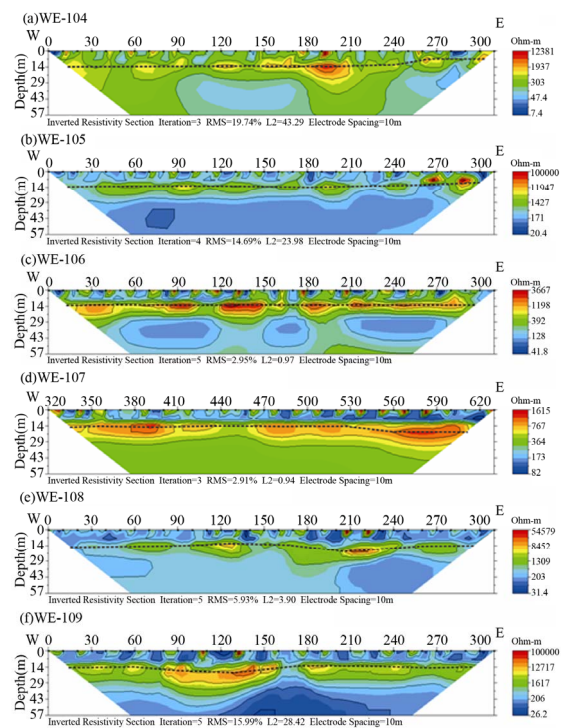 (a)WE-104
W E
0 30 60 90 120 150 180 210 240 270 300
Ohm-m
Depth(m)
0
14
29
43
57
12381
1937
303
47.4
7.4
Inverted Resistivity Section Iteration=3 RMS=19.74% L2=43.29 Electrode Spacing=10m
(b)WE-105
W E
0 30 60 90 120 150 180 210 240 270 300
Ohm-m
Depth(m)
0
14
29
43
57
100000
11947
1427
171
20.4
Inverted Resistivity Section Iteration=4 RMS=14.69% L2=23.98 Electrode Spacing=10m
(c)WE-106
W E
0 30 60 90 120 150 180 210 240 270 300
Ohm-m
Depth(m)
0
14
29
43
57
3667
1198
392
128
41.8
Inverted Resistivity Section Iteration=5 RMS=2.95% L2=0.97 Electrode Spacing=10m
(d)WE-107
E
320 350 380 410 440 470 500 530 560 590 620
Ohm-m
Depth(m)
0
14
29
43
57
1615
767
364
173
82
Inverted Resistivity Section Iteration=3 RMS=2.91% L2=0.94 Electrode Spacing=10m
(e)WE-108
W E
0 30 60 90 120 150 180 210 240 270 300
Ohm-m
Depth(m)
0
14
29
43
57
54579
8452
1309
203
31.4
Inverted Resistivity Section Iteration=5 RMS=5.93% L2=3.90 Electrode Spacing=10m
(f)WE-109
W 0 30 60 90 120 150 180 210 240 270 300 E
Ohm-m
Depth(m)
0
14
29
43
57
100000
12717
1617
206
26.2
Inverted Resistivity Section Iteration=5 RMS=15.99% L2=28.42 Electrode Spacing=10m